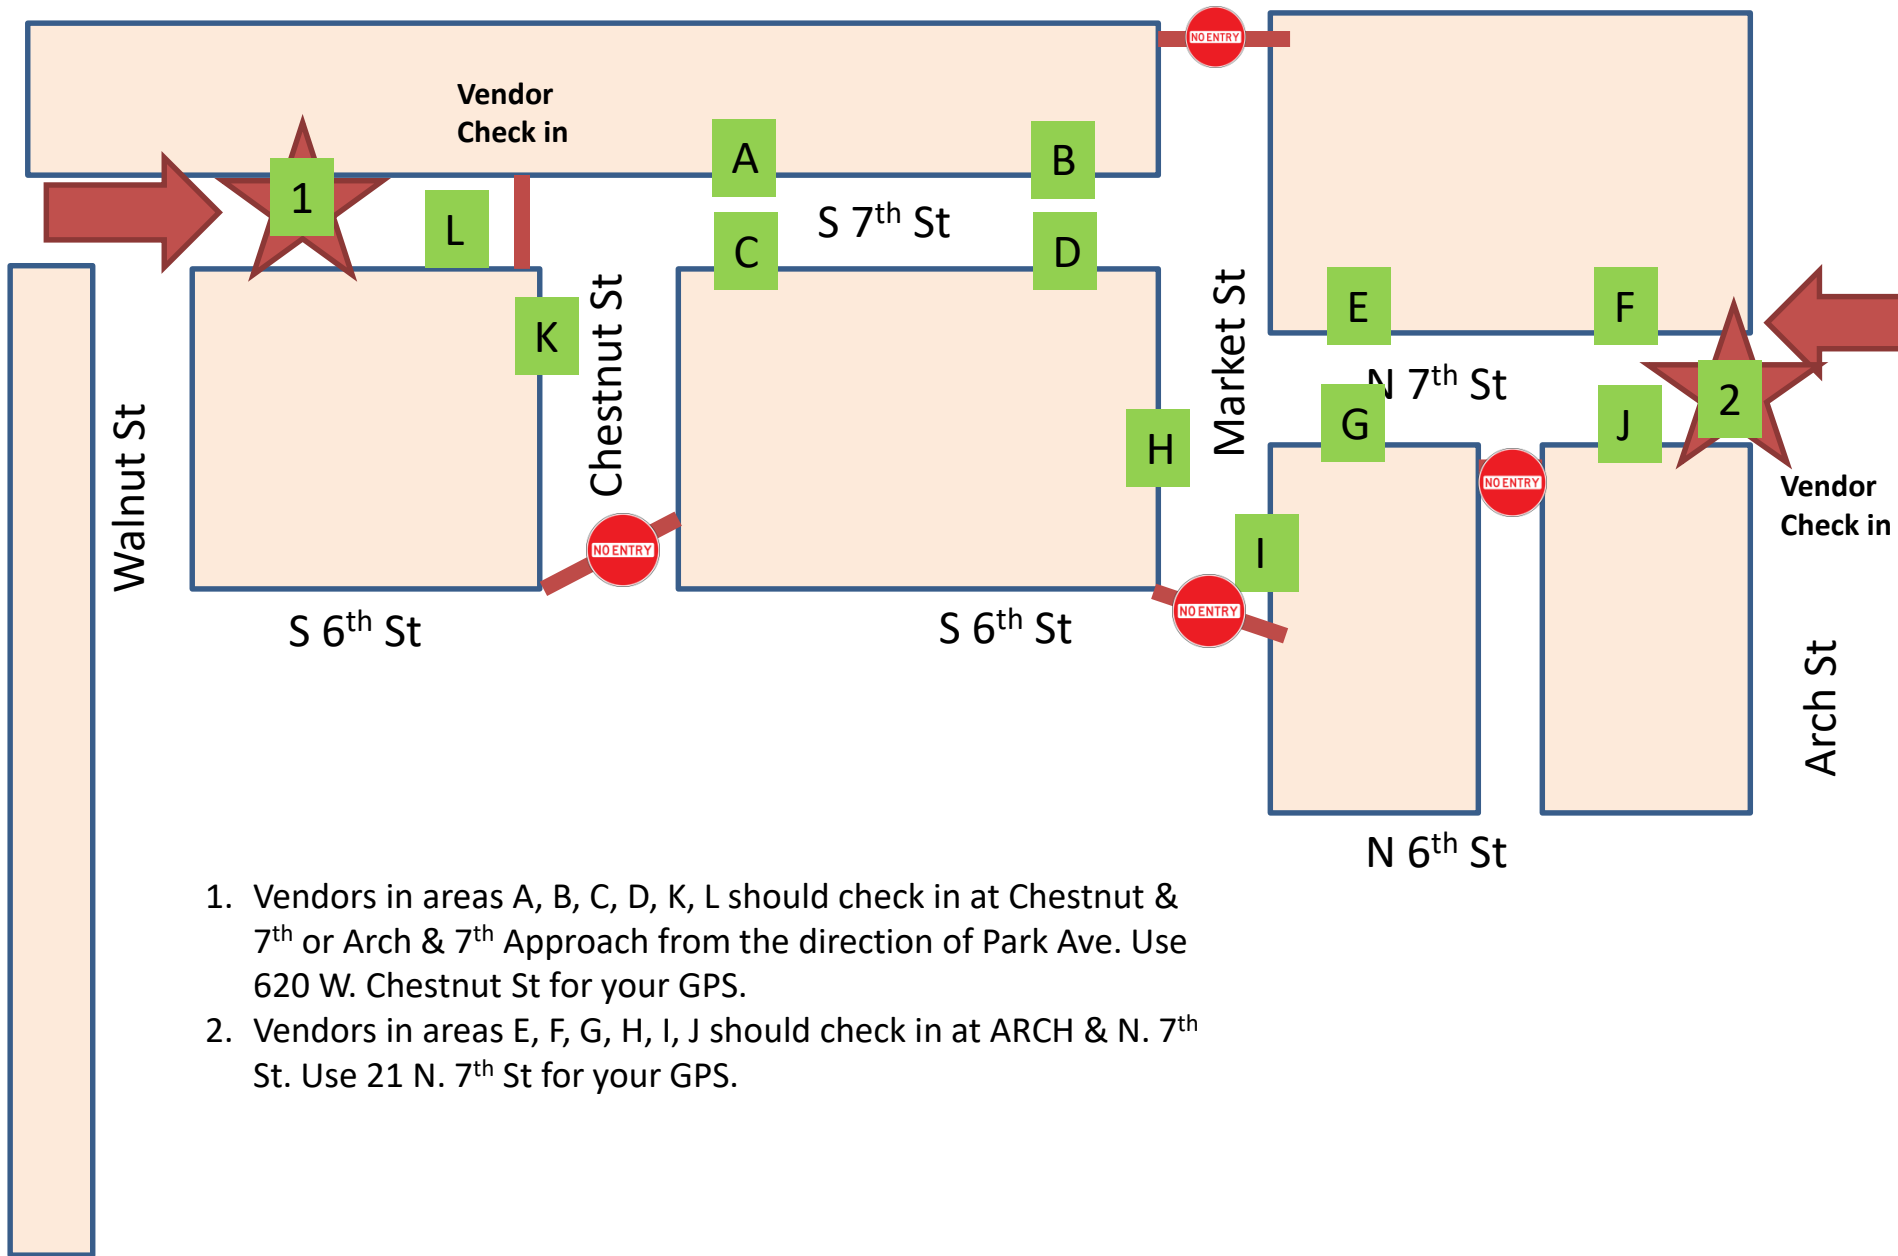 NO ENTRY
Vendor
Check in
A
B
1
L
S 7th St
C
D
K
Chestnut St
Market St
E
F
N 7th St
2
G
J
H
Walnut St
NO ENTRY
Vendor
Check in
NO ENTRY
I
NO ENTRY
S 6th St
S 6th St
Arch St
N 6th St
1. Vendors in areas A, B, C, D, K, L should check in at Chestnut &
7th or Arch & 7th Approach from the direction of Park Ave. Use
620 W. Chestnut St for your GPS.
2. Vendors in areas E, F, G, H, I, J should check in at ARCH & N. 7th
St. Use 21 N. 7th St for your GPS.